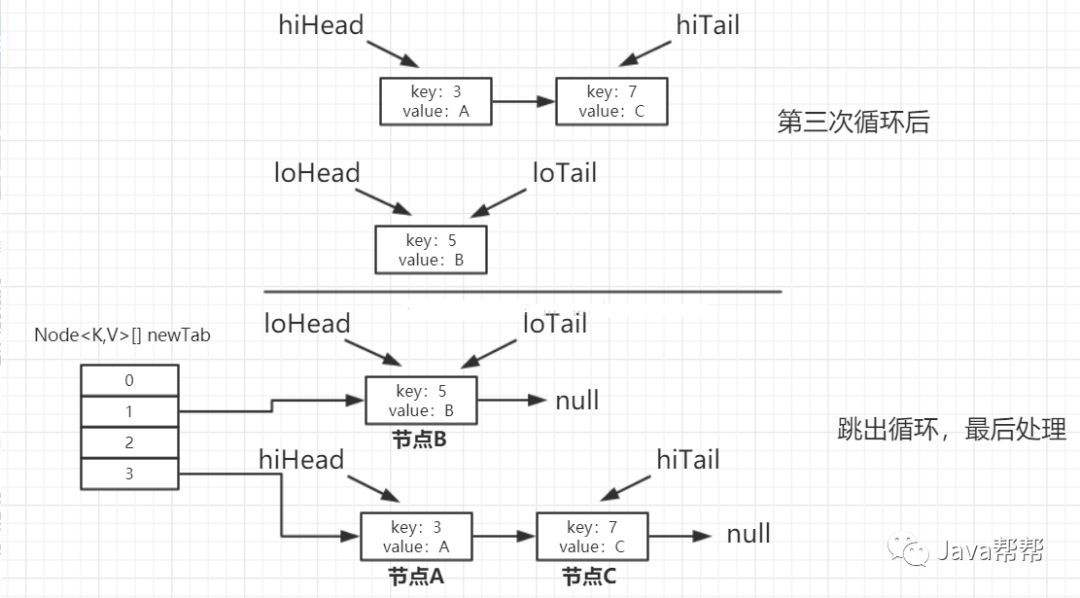 hiHead
hiTail
key: 3
value: A
key: 7
value: C
第三次循环后
loHead
loTail
key: 5
value: B
loHead
loTail
Node<K,V>[] newTab
0
1
2
3
key: 5
value: B
null
节点B
跳出循环，最后处理
hiHead
hiTail
key: 3
value: A
key: 7
value: C
null
节点A
节点C
Java帮帮